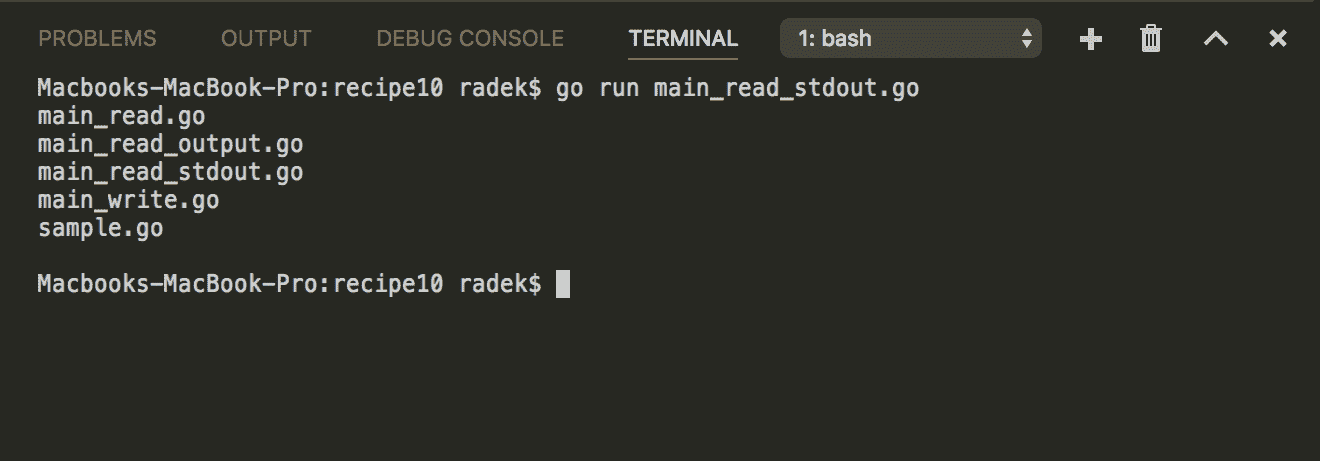 PROBLEMS OUTPUT DEBUG CONSOLE TERMINAL 1: bash
Macbooks-MacBook-Pro:recipe10 radek$ go run main_read_stdout.go
main_read.go
main_read_output.go
main_read_stdout.go
main_write.go
sample.go
Macbooks-MacBook-Pro:recipe10 radek$